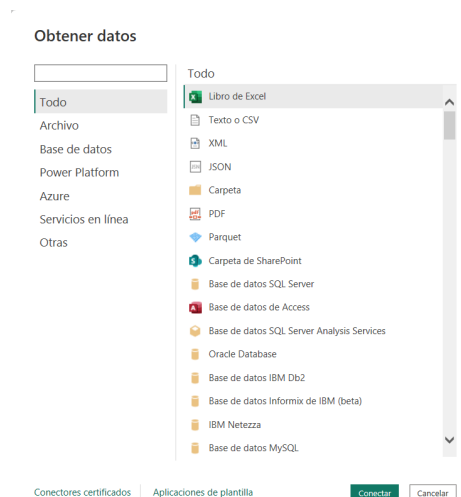 Obtener datos
Todo
Archivo
Base de datos
Power Platform
Azure
Servicios en línea
Otras
Todo
Libro de Excel
Texto o CSV
XML
JSON
Carpeta
PDF
Parquet
Carpeta de SharePoint
Base de datos SQL Server
Base de datos de Access
Base de datos SQL Server Analysis Services
Oracle Database
Base de datos IBM Db2
Base de datos Informix de IBM (beta)
IBM Netezza
Base de datos MySQL
Conectores certificados
Aplicaciones de plantilla
Conectar
Cancelar